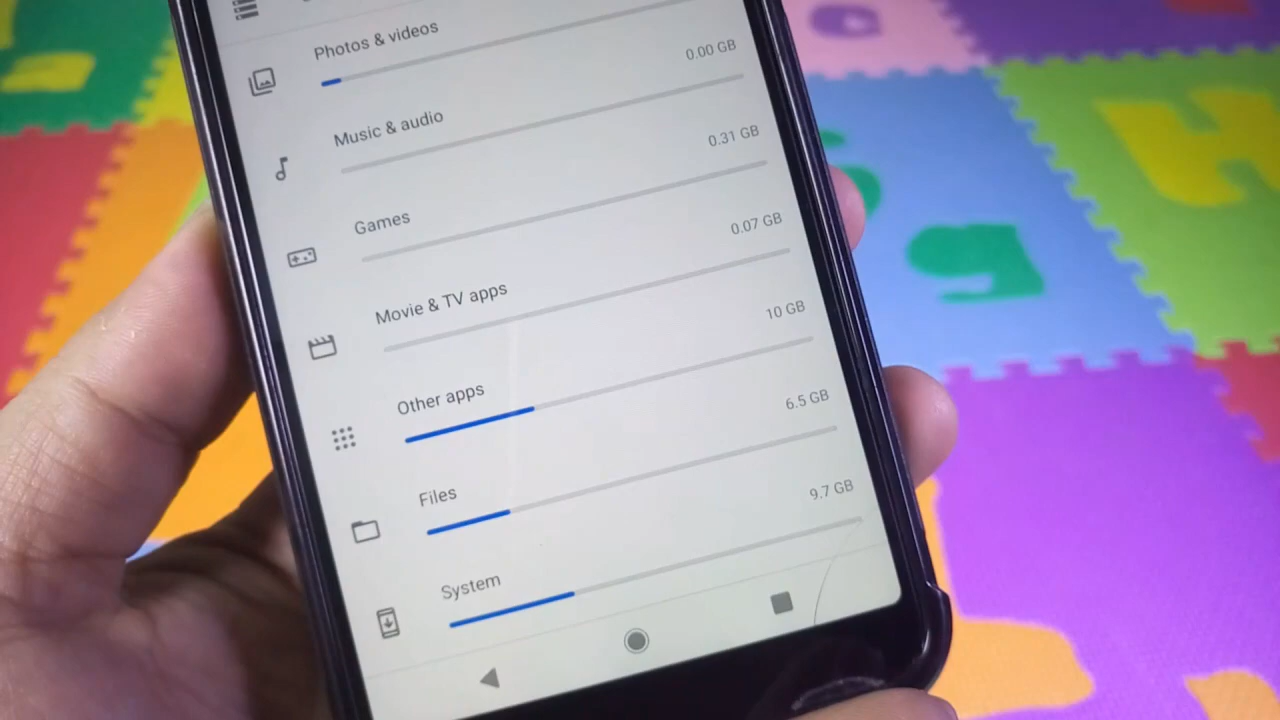 Photos & videos
Music & audio 0.00 GB
Games 0.31 GB
Movie & TV apps 0.07 GB
Other apps 10 GB
Files 6.5 GB
System 9.7 GB